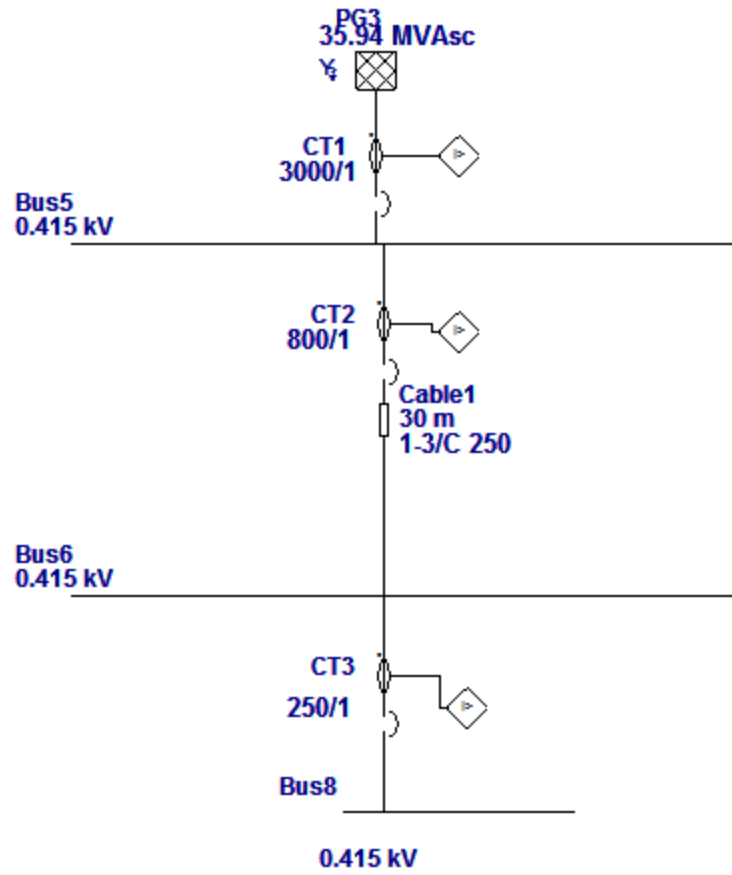 PG3
35.94 MVAsc
CT1
3000/1
I>
Bus5
0.415 kV
CT2
800/1
I>
Cable1
30 m
1-3/C 250
Bus6
0.415 kV
CT3
250/1
I>
Bus8
0.415 kV